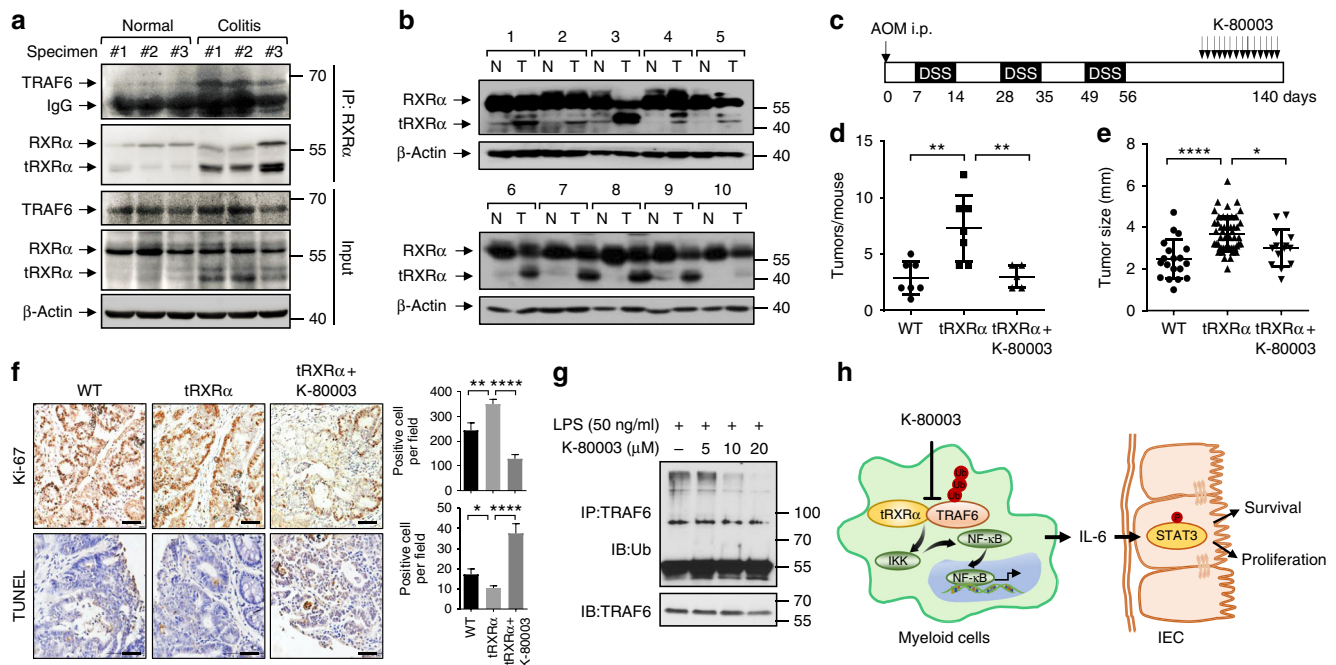 a
Normal Colitis
Specimen #1 #2 #3 #1 #2 #3
TRAF6
IgG
70
RXRα
tRXRα
55
IP: RXRα
TRAF6
70
RXRα
tRXRα
55
β-Actin
40
Input
b
1 2 3 4 5
N T N T N T N T N T
RXRα
tRXRα
55
40
β-Actin
40
6 7 8 9 10
N T N T N T N T N T
RXRα
tRXRα
55
40
β-Actin
40
c
AOM i.p.
K-80003
DSS DSS DSS
0 7 14 28 35 49 56 140 days
d
Tumors/mouse
15
10
5
0
** **
WT tRXRα tRXRα+
K-80003
e
Tumor size (mm)
8
6
4
2
0
**** *
WT tRXRα tRXRα+
K-80003
f
WT tRXRα tRXRα+
K-80003
Ki-67
TUNEL
Positive cell
per field
400
300
200
100
0
** ****
Positive cell
per field
50
40
30
20
10
0
* ****
WT
tRXRα
tRXRα+
K-80003
g
LPS (50 ng/ml) + + + +
K-80003 (μM) – 5 10 20
IP:TRAF6
IB:Ub
100
70
55
IB:TRAF6
70
55
h
K-80003
Ub
Ub
Ub
tRXRα TRAF6
IKK
NF-κB
NF-κB
Myeloid cells
IL-6
P
STAT3
Survival
Proliferation
IEC